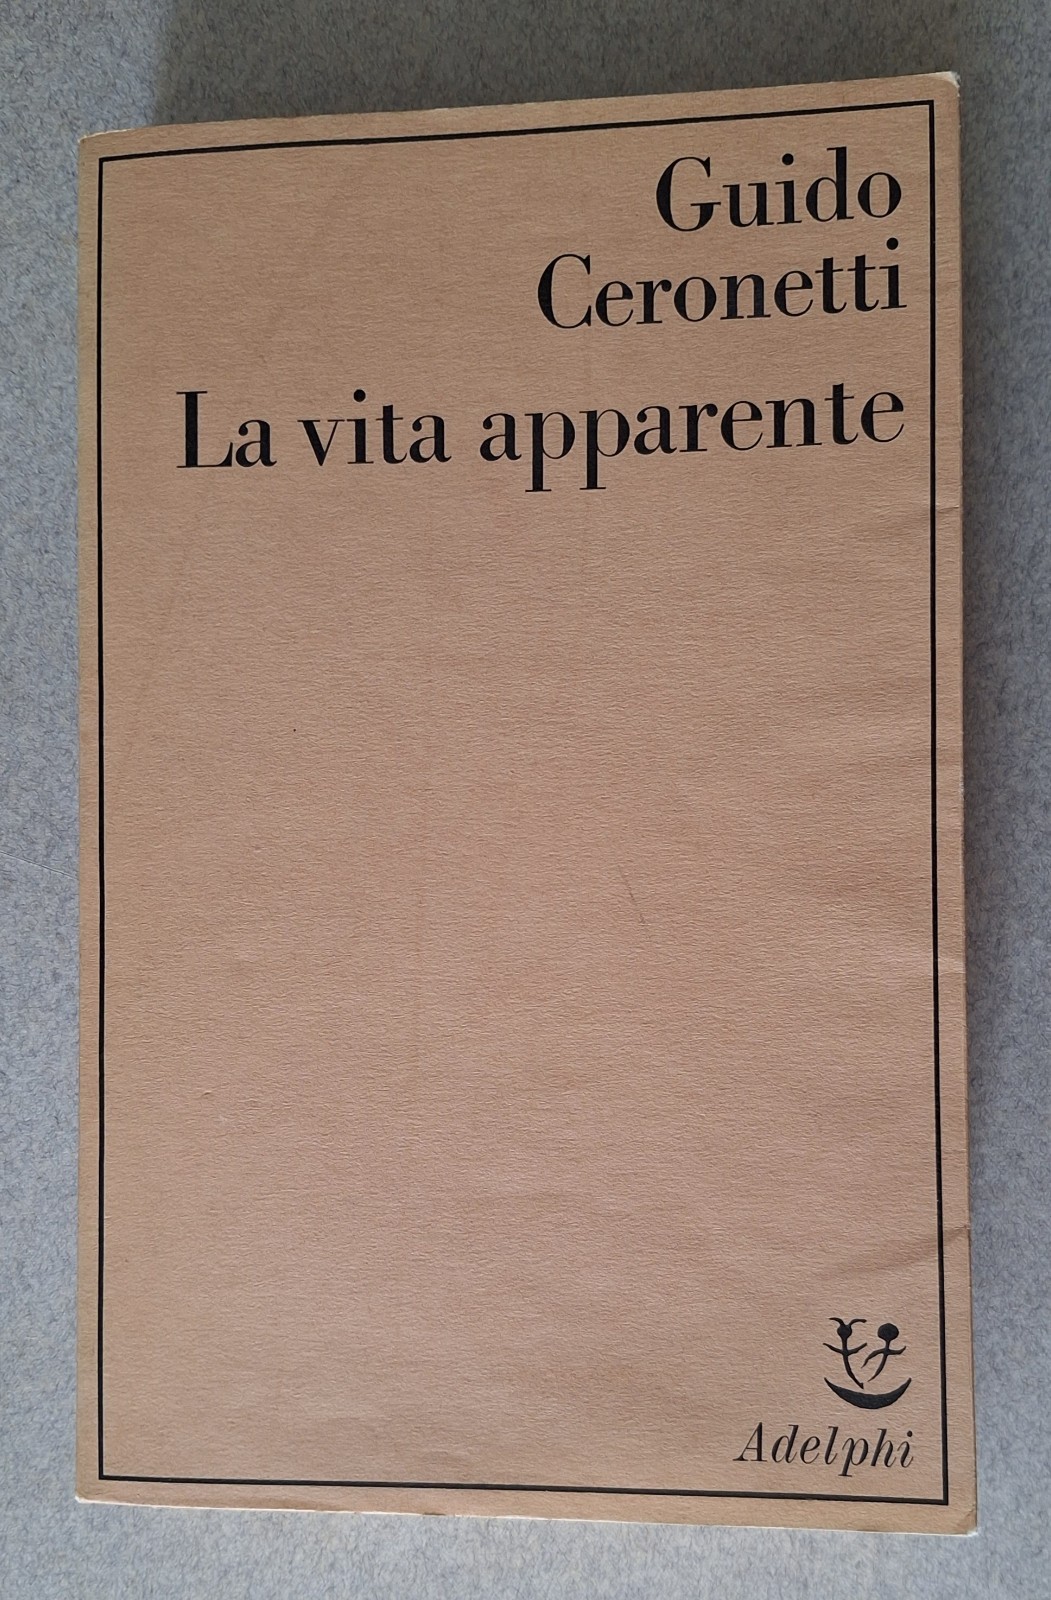 Guido
Ceronetti
La vita apparente
Adelphi